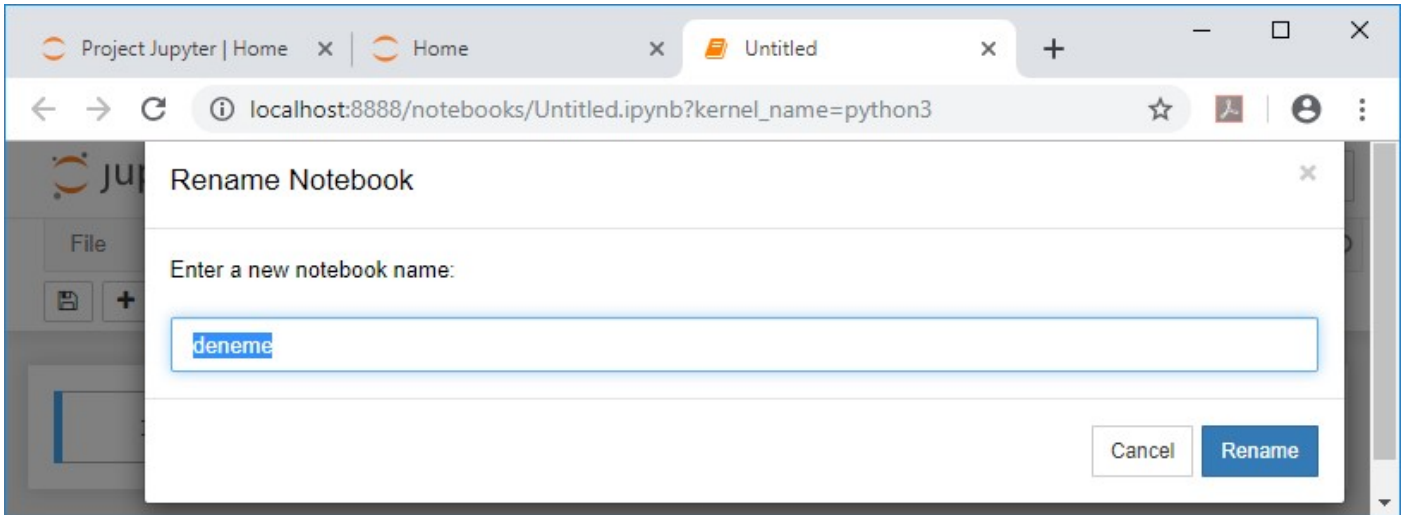 Project Jupyter | Home
Home
Untitled
localhost:8888/notebooks/Untitled.ipynb?kernel_name=python3
Rename Notebook
File
Enter a new notebook name:
deneme
Cancel
Rename